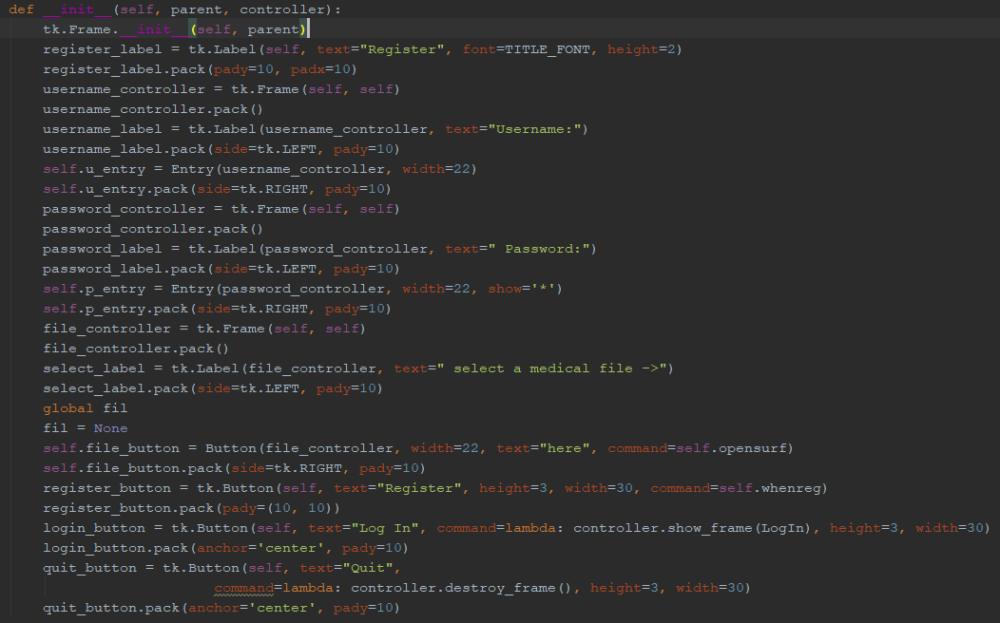 def __init__(self, parent, controller):
    tk.Frame.__init__(self, parent)
    register_label = tk.Label(self, text="Register", font=TITLE_FONT, height=2)
    register_label.pack(pady=10, padx=10)
    username_controller = tk.Frame(self, self)
    username_controller.pack()
    username_label = tk.Label(username_controller, text="Username:")
    username_label.pack(side=tk.LEFT, pady=10)
    self.u_entry = Entry(username_controller, width=22)
    self.u_entry.pack(side=tk.RIGHT, pady=10)
    password_controller = tk.Frame(self, self)
    password_controller.pack()
    password_label = tk.Label(password_controller, text=" Password:")
    password_label.pack(side=tk.LEFT, pady=10)
    self.p_entry = Entry(password_controller, width=22, show='*')
    self.p_entry.pack(side=tk.RIGHT, pady=10)
    file_controller = tk.Frame(self, self)
    file_controller.pack()
    select_label = tk.Label(file_controller, text=" select a medical file ->")
    select_label.pack(side=tk.LEFT, pady=10)
    global fil
    fil = None
    self.file_button = Button(file_controller, width=22, text="here", command=self.opensurf)
    self.file_button.pack(side=tk.RIGHT, pady=10)
    register_button = tk.Button(self, text="Register", height=3, width=30, command=self.whenreg)
    register_button.pack(pady=(10, 10))
    login_button = tk.Button(self, text="Log In", command=lambda: controller.show_frame(LogIn), height=3, width=30)
    login_button.pack(anchor='center', pady=10)
    quit_button = tk.Button(self, text="Quit",
                        command=lambda: controller.destroy_frame(), height=3, width=30)
    quit_button.pack(anchor='center', pady=10)